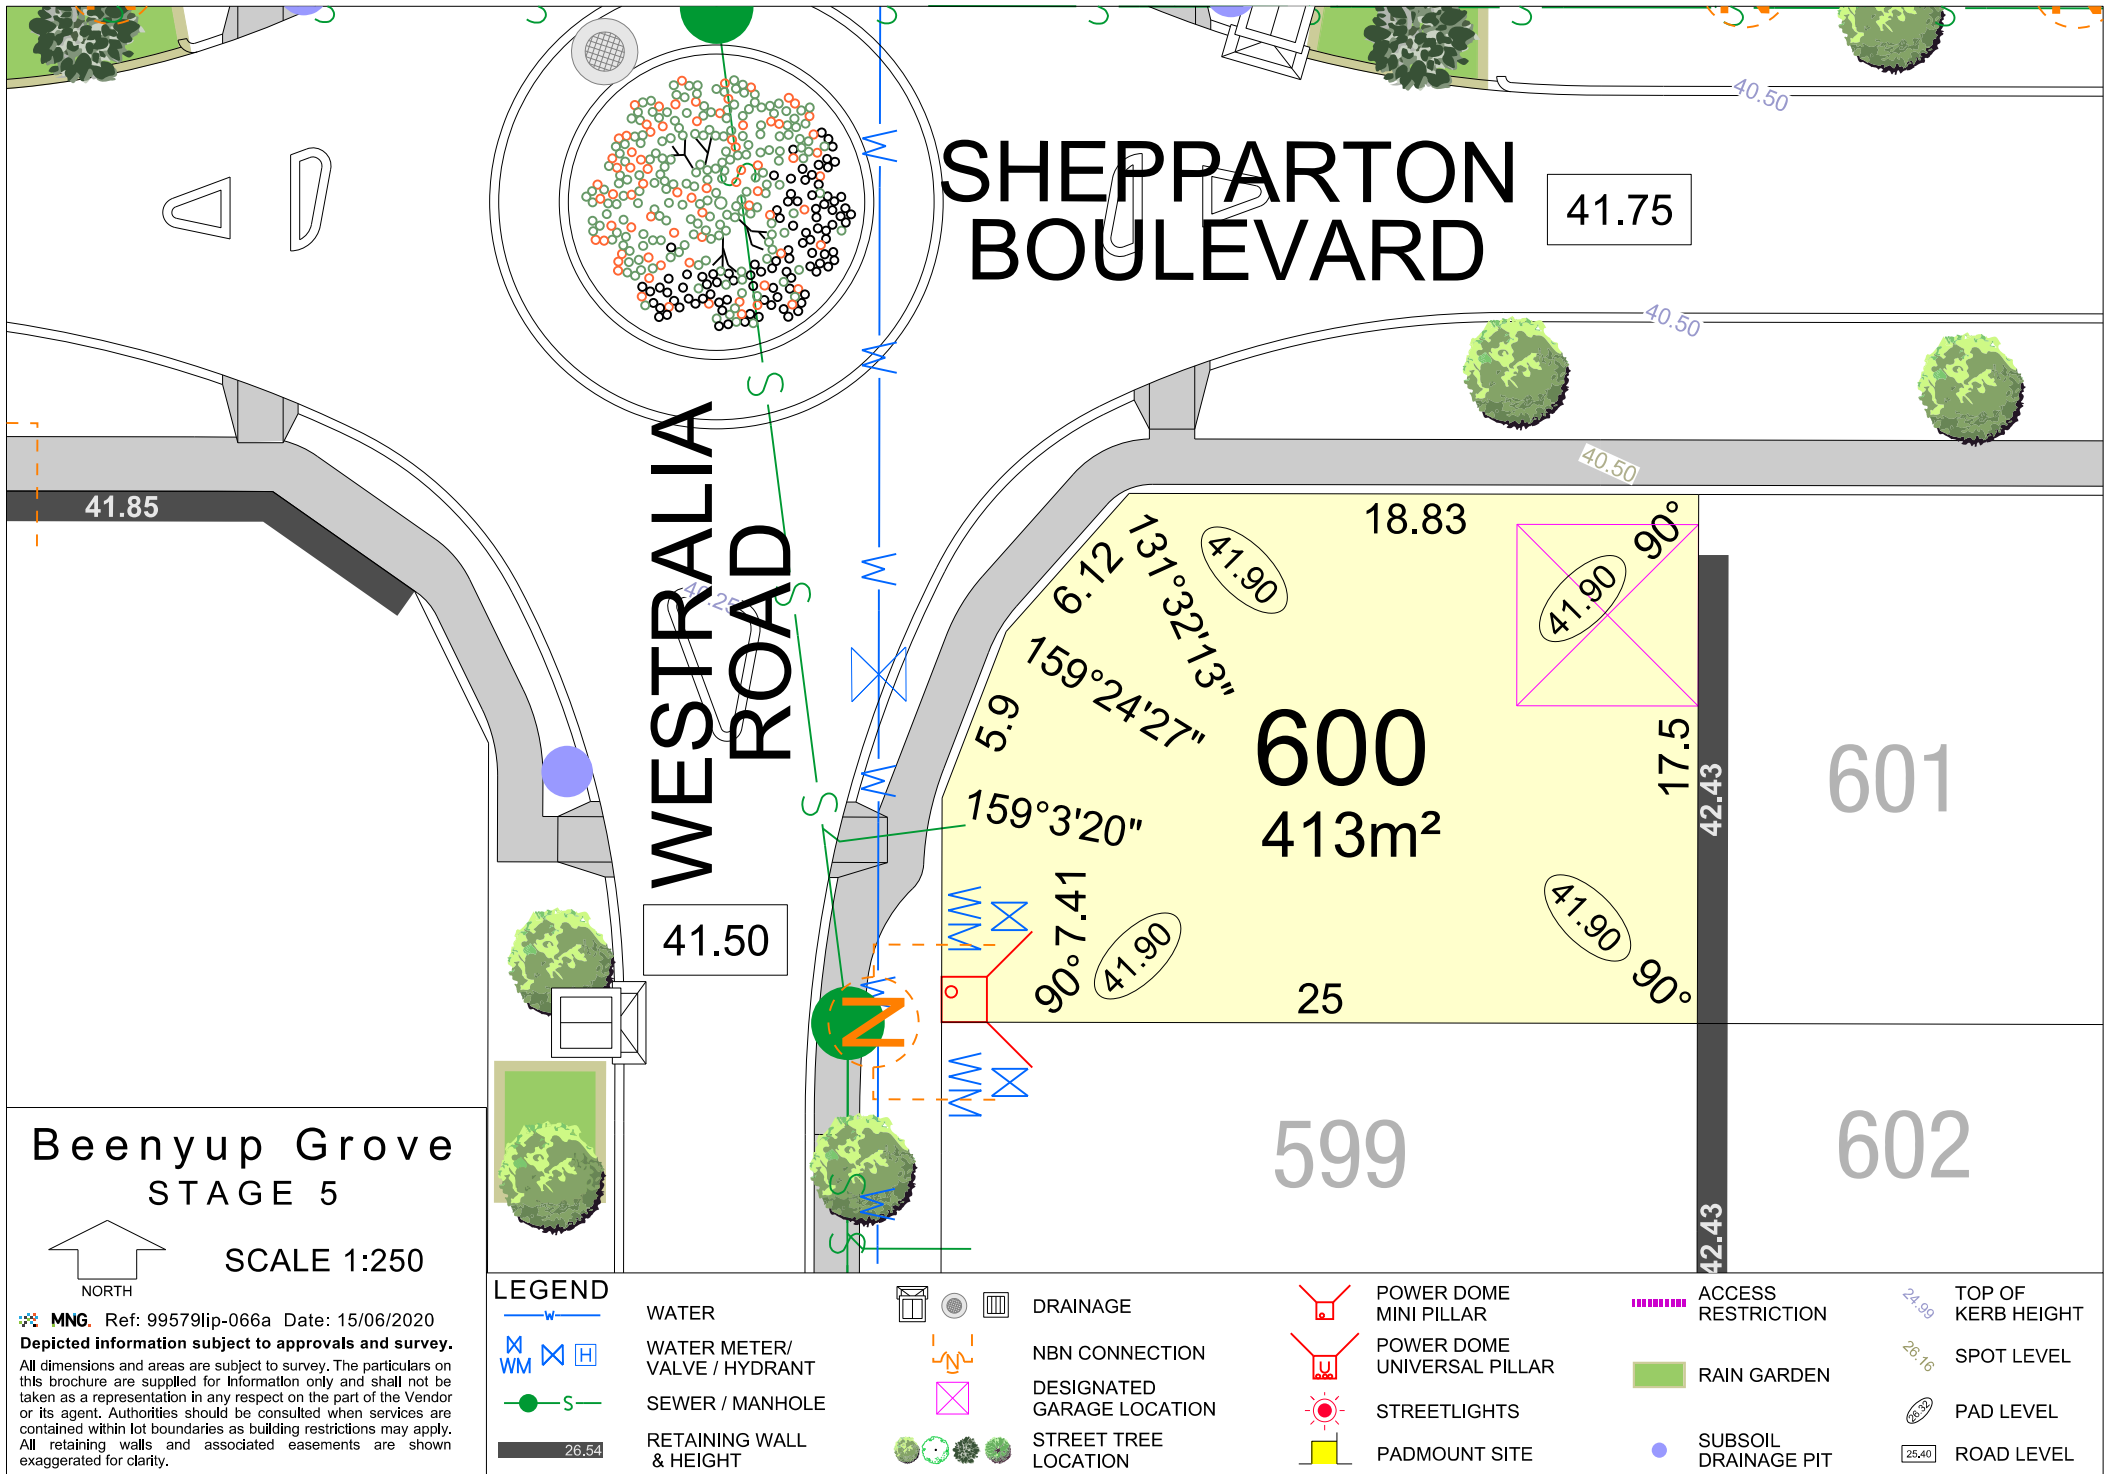 40.50
SHEPPARTON
BOULEVARD
41.75
40.50
40.50
41.85
WESTRALIA
ROAD
40.25
41.50
18.83
90°
6.12
131°32'13"
41.90
41.90
159°24'27"
5.9
600
413m²
17.5
159°3'20"
7.41
90°
41.90
41.90
90°
25
42.43
601
599
602
42.43
W
W
W
W
W
W
S
S
S
S
S
WM
WM
N
Beenyup Grove
STAGE 5
SCALE 1:250
NORTH
MNG. Ref: 99579lip-066a Date: 15/06/2020
Depicted information subject to approvals and survey.
All dimensions and areas are subject to survey. The particulars on
this brochure are supplied for information only and shall not be
taken as a representation in any respect on the part of the Vendor
or its agent. Authorities should be consulted when services are
contained within lot boundaries as building restrictions may apply.
All retaining walls and associated easements are shown
exaggerated for clarity.
LEGEND
W WATER
WM H WATER METER/
VALVE / HYDRANT
S SEWER / MANHOLE
26.54 RETAINING WALL
& HEIGHT
DRAINAGE
N NBN CONNECTION
DESIGNATED
GARAGE LOCATION
STREET TREE
LOCATION
POWER DOME
MINI PILLAR
U POWER DOME
UNIVERSAL PILLAR
STREETLIGHTS
PADMOUNT SITE
ACCESS
RESTRICTION
RAIN GARDEN
SUBSOIL
DRAINAGE PIT
24.99 TOP OF
KERB HEIGHT
26.16 SPOT LEVEL
26.32 PAD LEVEL
25.40 ROAD LEVEL